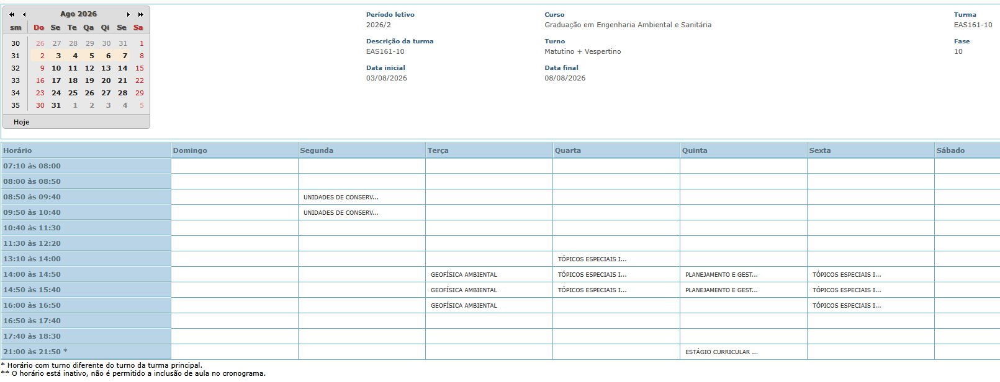 Ago 2026
sm Do Se Te Qa Qi Se Sa
30 26 27 28 29 30 31 1
31 2 3 4 5 6 7 8
32 9 10 11 12 13 14 15
33 16 17 18 19 20 21 22
34 23 24 25 26 27 28 29
35 30 31 1 2 3 4 5
Hoje
Período letivo Curso Turma
2026/2 Graduação em Engenharia Ambiental e Sanitária EAS161-10
Descrição da turma Turno Fase
EAS161-10 Matutino + Vespertino 10
Data inicial Data final
03/08/2026 08/08/2026
Horário Domingo Segunda Terça Quarta Quinta Sexta Sábado
07:10 às 08:00
08:00 às 08:50
08:50 às 09:40 UNIDADES DE CONSERV...
09:50 às 10:40 UNIDADES DE CONSERV...
10:40 às 11:30
11:30 às 12:20
13:10 às 14:00 TÓPICOS ESPECIAIS I...
14:00 às 14:50 GEOFÍSICA AMBIENTAL TÓPICOS ESPECIAIS I... PLANEJAMENTO E GEST... TÓPICOS ESPECIAIS I...
14:50 às 15:40 GEOFÍSICA AMBIENTAL TÓPICOS ESPECIAIS I... PLANEJAMENTO E GEST... TÓPICOS ESPECIAIS I...
16:00 às 16:50 GEOFÍSICA AMBIENTAL TÓPICOS ESPECIAIS I...
16:50 às 17:40
17:40 às 18:30
21:00 às 21:50 * ESTÁGIO CURRICULAR ...
* Horário com turno diferente do turno da turma principal.
** O horário está inativo, não é permitido a inclusão de aula no cronograma.